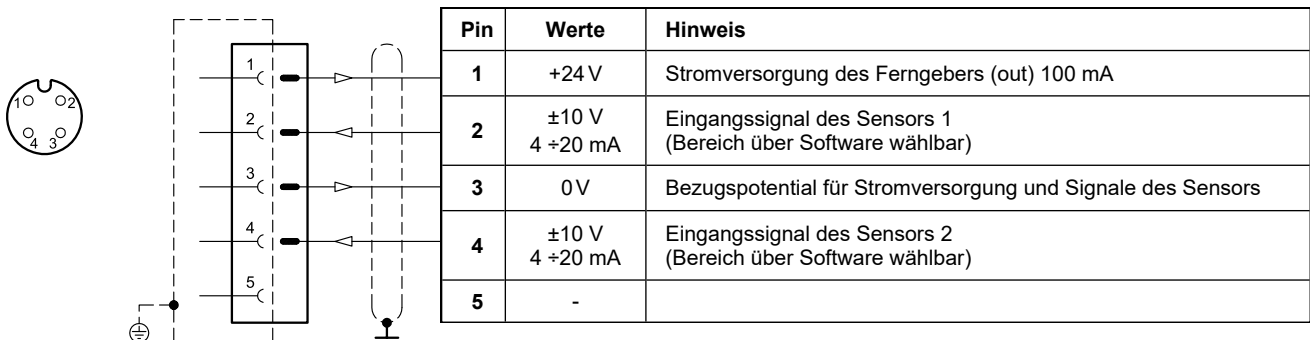 Pin Werte Hinweis
1 +24 V Stromversorgung des Ferngebers (out) 100 mA
2 ±10 V
4 ÷20 mA Eingangssignal des Sensors 1
(Bereich über Software wählbar)
3 0 V Bezugspotential für Stromversorgung und Signale des Sensors
4 ±10 V
4 ÷20 mA Eingangssignal des Sensors 2
(Bereich über Software wählbar)
5 -
1
2
3
4
5
1 2
4 3